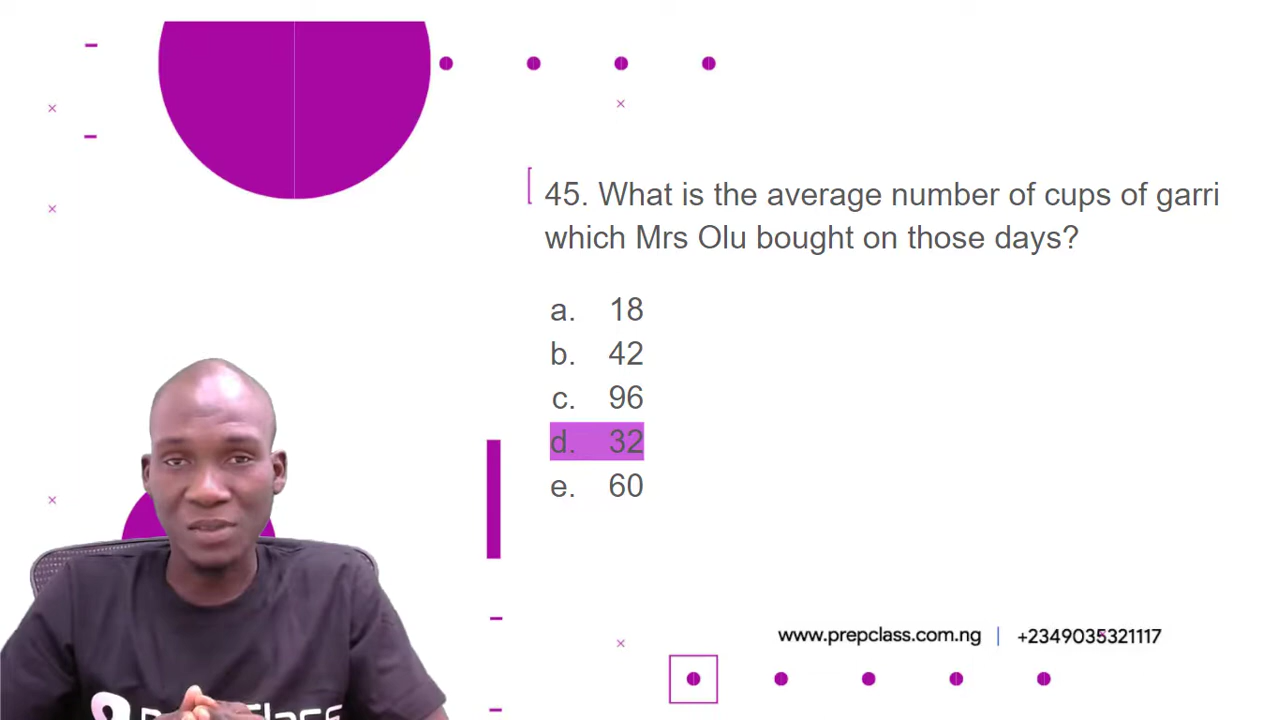 45. What is the average number of cups of garri
which Mrs Olu bought on those days?
a. 18
b. 42
c. 96
d. 32
e. 60
www.prepclass.com.ng | +2349035321117